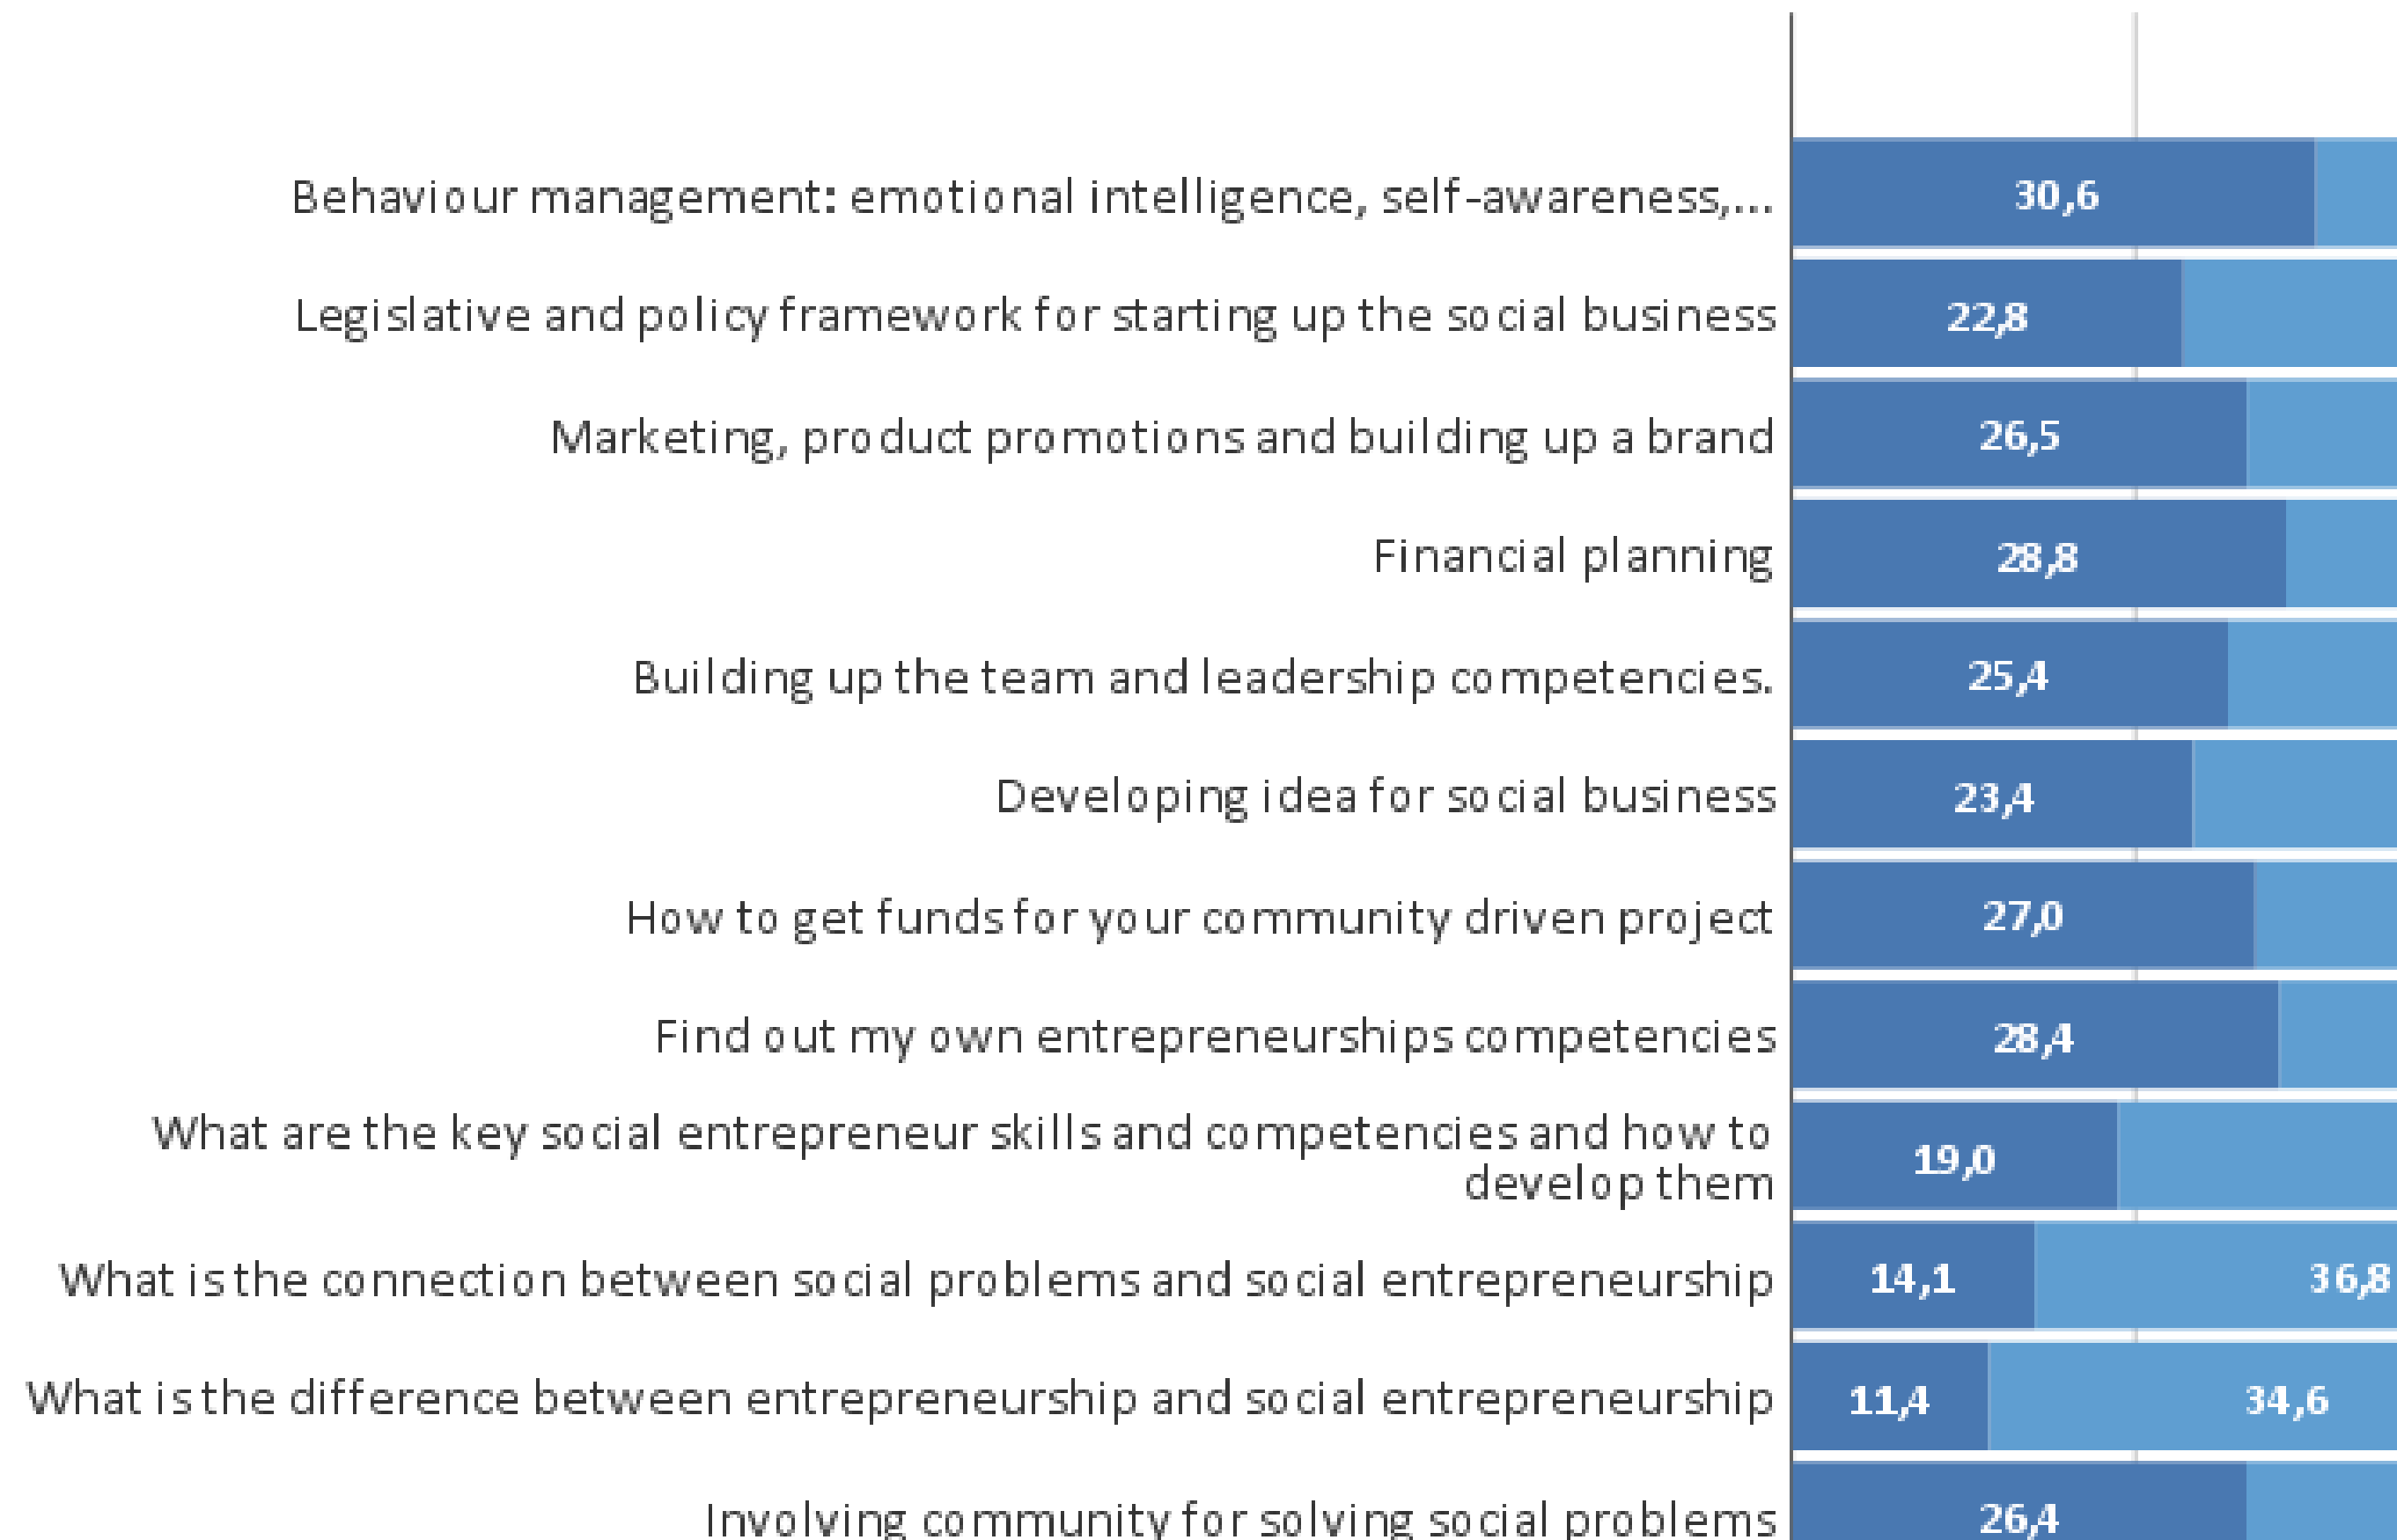 Behaviour management: emotional intelligence, self-awareness,... 30,6
Legislative and policy framework for starting up the social business 22,8
Marketing, product promotions and building up a brand 26,5
Financial planning 28,8
Building up the team and leadership competencies. 25,4
Developing idea for social business 23,4
How to get funds for your community driven project 27,0
Find out my own entrepreneurships competencies 28,4
What are the key social entrepreneur skills and competencies and how to
develop them 19,0
What is the connection between social problems and social entrepreneurship 14,1 36,8
What is the difference between entrepreneurship and social entrepreneurship 11,4 34,6
Involving community for solving social problems 26,4